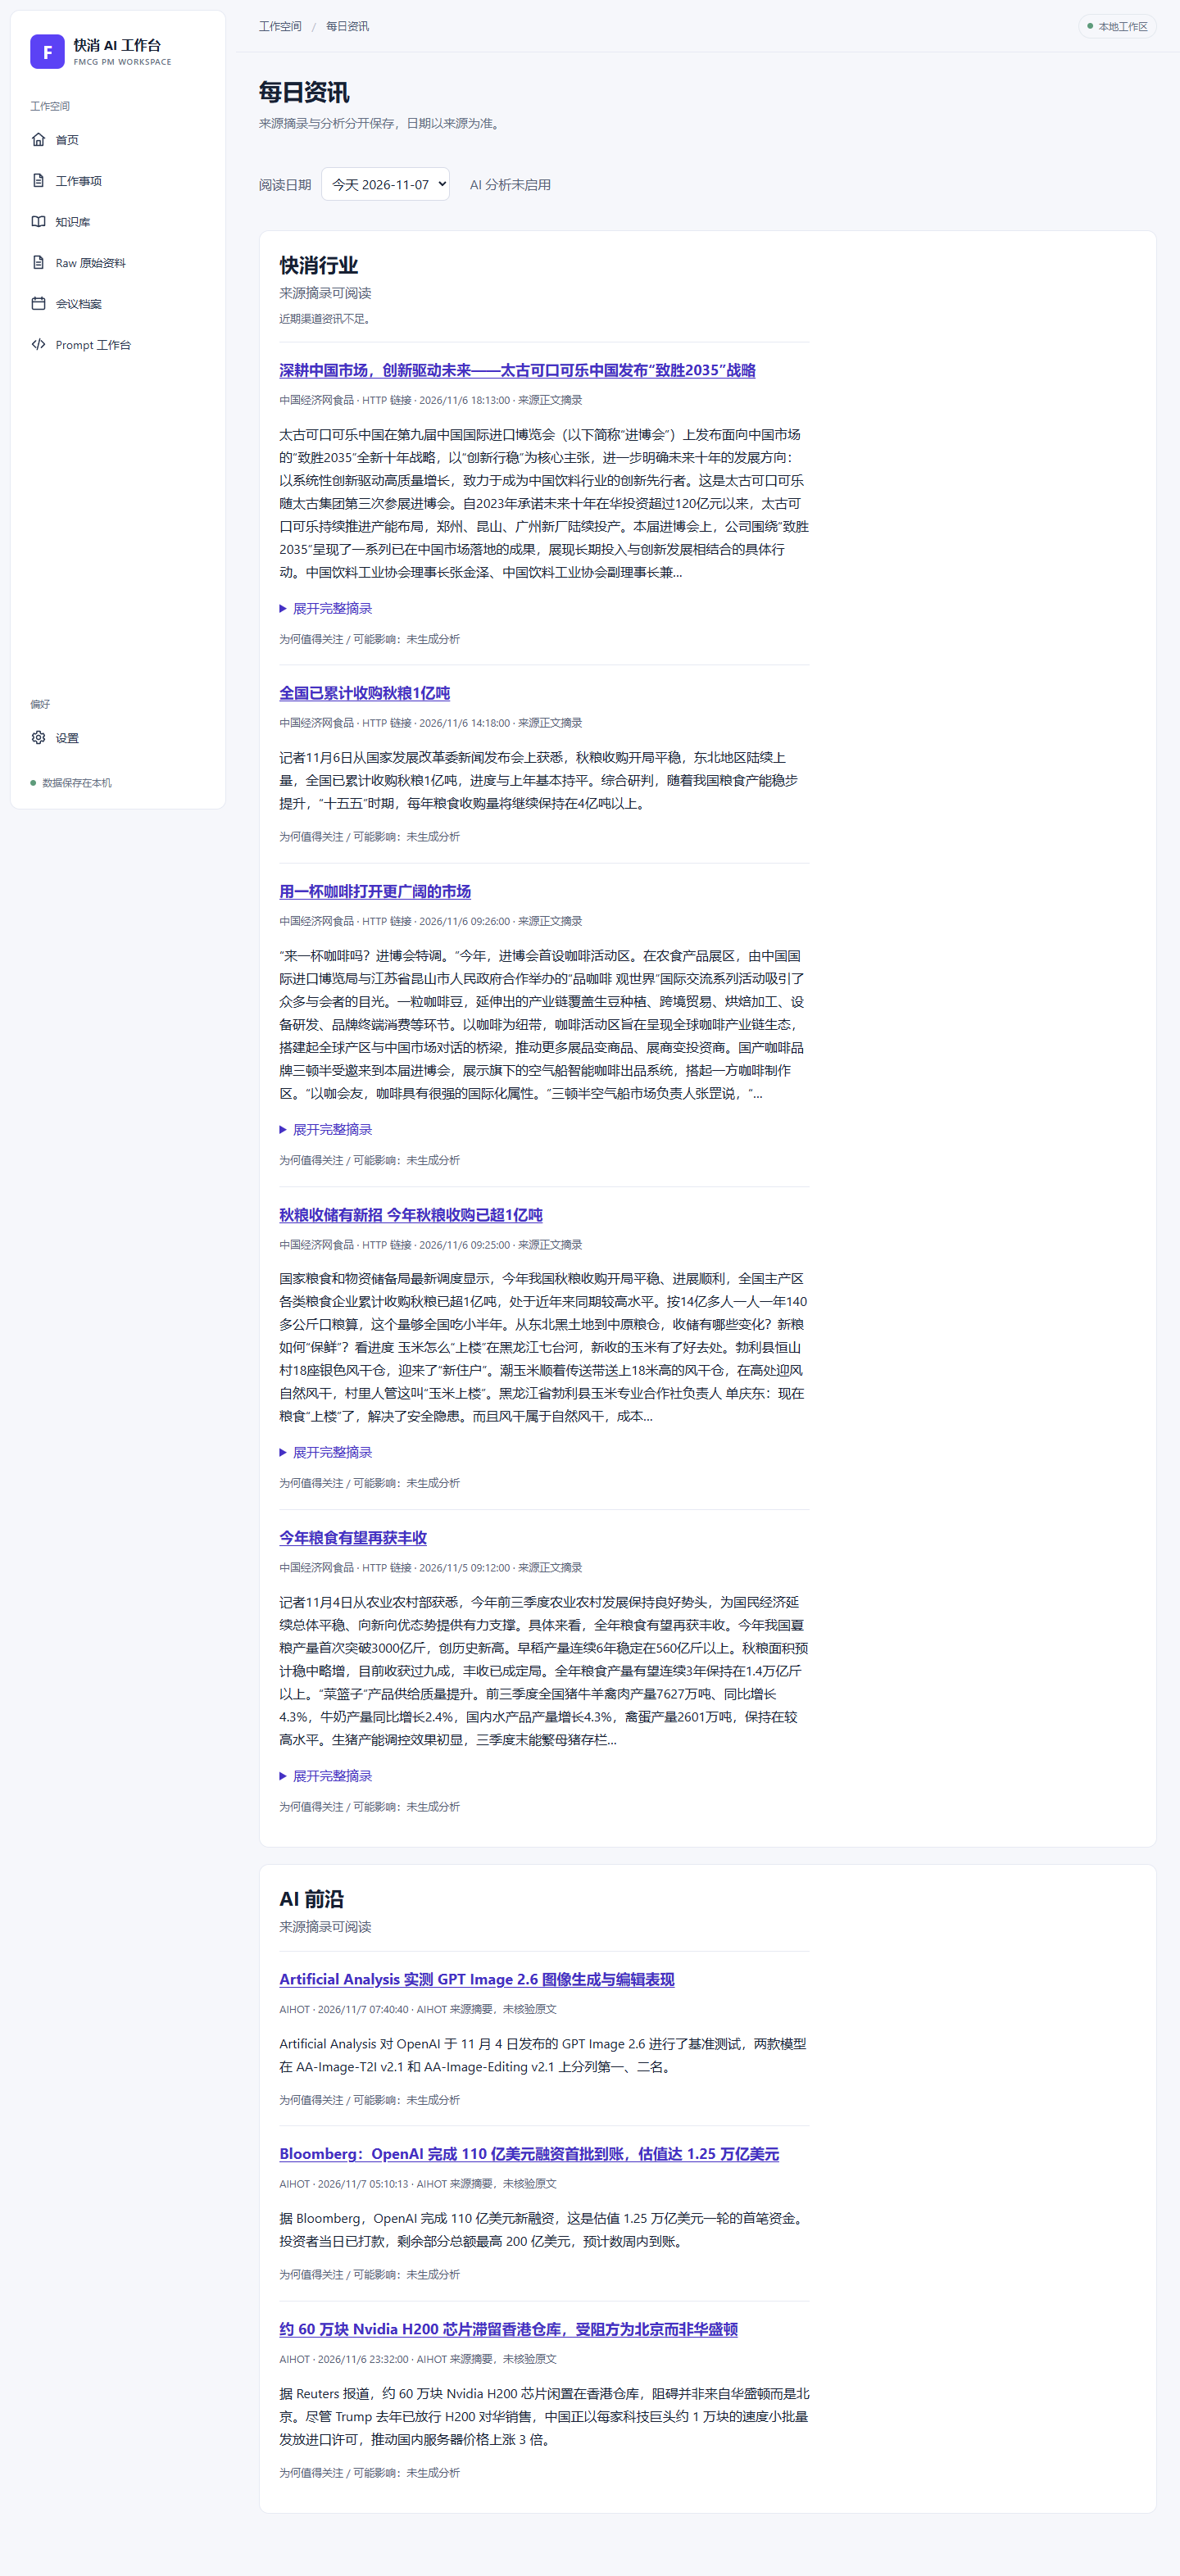 F
快消 AI 工作台
FMCG PM WORKSPACE
工作空间
首页
工作事项
知识库
Raw 原始资料
会议档案
Prompt 工作台
偏好
设置
数据保存在本机
工作空间 / 每日资讯
本地工作区
每日资讯
来源摘录与分析分开保存，日期以来源为准。
阅读日期 今天 2026-11-07 AI 分析未启用
快消行业
来源摘录可阅读
近期渠道资讯不足。
深耕中国市场，创新驱动未来——太古可口可乐中国发布“致胜2035”战略
中国经济网食品 · HTTP 链接 · 2026/11/6 18:13:00 · 来源正文摘录
太古可口可乐中国在第九届中国国际进口博览会（以下简称“进博会”）上发布面向中国市场
的“致胜2035”全新十年战略，以“创新行稳”为核心主张，进一步明确未来十年的发展方向：
以系统性创新驱动高质量增长，致力于成为中国饮料行业的创新先行者。这是太古可口可乐
随太古集团第三次参展进博会。自2023年承诺未来十年在华投资超过120亿元以来，太古可
口可乐持续推进产能布局，郑州、昆山、广州新厂陆续投产。本届进博会上，公司围绕“致胜
2035”呈现了一系列已在中国市场落地的成果，展现长期投入与创新发展相结合的具体行
动。中国饮料工业协会理事长张金泽、中国饮料工业协会副理事长兼...
▶ 展开完整摘录
为何值得关注 / 可能影响：未生成分析
全国已累计收购秋粮1亿吨
中国经济网食品 · HTTP 链接 · 2026/11/6 14:18:00 · 来源正文摘录
记者11月6日从国家发展改革委新闻发布会上获悉，秋粮收购开局平稳，东北地区陆续上
量，全国已累计收购秋粮1亿吨，进度与上年基本持平。综合研判，随着我国粮食产能稳步
提升，“十五五”时期，每年粮食收购量将继续保持在4亿吨以上。
为何值得关注 / 可能影响：未生成分析
用一杯咖啡打开更广阔的市场
中国经济网食品 · HTTP 链接 · 2026/11/6 09:26:00 · 来源正文摘录
“来一杯咖啡吗？进博会特调。”今年，进博会首设咖啡活动区。在农食产品展区，由中国国
际进口博览局与江苏省昆山市人民政府合作举办的“品咖啡 观世界”国际交流系列活动吸引了
众多与会者的目光。一粒咖啡豆，延伸出的产业链覆盖生豆种植、跨境贸易、烘焙加工、设
备研发、品牌终端消费等环节。以咖啡为纽带，咖啡活动区旨在呈现全球咖啡产业链生态，
搭建起全球产区与中国市场对话的桥梁，推动更多展品变商品、展商变投资商。国产咖啡品
牌三顿半受邀来到本届进博会，展示旗下的空气船智能咖啡出品系统，搭起一方咖啡制作
区。“以咖会友，咖啡具有很强的国际化属性。”三顿半空气船市场负责人张罡说，“...
▶ 展开完整摘录
为何值得关注 / 可能影响：未生成分析
秋粮收储有新招 今年秋粮收购已超1亿吨
中国经济网食品 · HTTP 链接 · 2026/11/6 09:25:00 · 来源正文摘录
国家粮食和物资储备局最新调度显示，今年我国秋粮收购开局平稳、进展顺利，全国主产区
各类粮食企业累计收购秋粮已超1亿吨，处于近年来同期较高水平。按14亿多人一人一年140
多公斤口粮算，这个量够全国吃小半年。从东北黑土地到中原粮仓，收储有哪些变化？新粮
如何“保鲜”？看进度 玉米怎么“上楼”在黑龙江七台河，新收的玉米有了好去处。勃利县恒山
村18座银色风干仓，迎来了“新住户”。潮玉米顺着传送带送上18米高的风干仓，在高处迎风
自然风干，村里人管这叫“玉米上楼”。黑龙江省勃利县玉米专业合作社负责人 单庆东：现在
粮食“上楼”了，解决了安全隐患。而且风干属于自然风干，成本...
▶ 展开完整摘录
为何值得关注 / 可能影响：未生成分析
今年粮食有望再获丰收
中国经济网食品 · HTTP 链接 · 2026/11/5 09:12:00 · 来源正文摘录
记者11月4日从农业农村部获悉，今年前三季度农业农村发展保持良好势头，为国民经济延
续总体平稳、向新向优态势提供有力支撑。具体来看，全年粮食有望再获丰收。今年我国夏
粮产量首次突破3000亿斤，创历史新高。早稻产量连续6年稳定在560亿斤以上。秋粮面积预
计稳中略增，目前收获过九成，丰收已成定局。全年粮食产量有望连续3年保持在1.4万亿斤
以上。“菜篮子”产品供给质量提升。前三季度全国猪牛羊禽肉产量7627万吨、同比增长
4.3%，牛奶产量同比增长2.4%，国内水产品产量增长4.3%，禽蛋产量2601万吨，保持在较
高水平。生猪产能调控效果初显，三季度末能繁母猪存栏...
▶ 展开完整摘录
为何值得关注 / 可能影响：未生成分析
AI 前沿
来源摘录可阅读
Artificial Analysis 实测 GPT Image 2.6 图像生成与编辑表现
AIHOT · 2026/11/7 07:40:40 · AIHOT 来源摘要，未核验原文
Artificial Analysis 对 OpenAI 于 11 月 4 日发布的 GPT Image 2.6 进行了基准测试，两款模型
在 AA-Image-T2I v2.1 和 AA-Image-Editing v2.1 上分列第一、二名。
为何值得关注 / 可能影响：未生成分析
Bloomberg：OpenAI 完成 110 亿美元融资首批到账，估值达 1.25 万亿美元
AIHOT · 2026/11/7 05:10:13 · AIHOT 来源摘要，未核验原文
据 Bloomberg，OpenAI 完成 110 亿美元新融资，这是估值 1.25 万亿美元一轮的首笔资金。
投资者当日已打款，剩余部分总额最高 200 亿美元，预计数周内到账。
为何值得关注 / 可能影响：未生成分析
约 60 万块 Nvidia H200 芯片滞留香港仓库，受阻方为北京而非华盛顿
AIHOT · 2026/11/6 23:32:00 · AIHOT 来源摘要，未核验原文
据 Reuters 报道，约 60 万块 Nvidia H200 芯片闲置在香港仓库，阻碍并非来自华盛顿而是北
京。尽管 Trump 去年已放行 H200 对华销售，中国正以每家科技巨头约 1 万块的速度小批量
发放进口许可，推动国内服务器价格上涨 3 倍。
为何值得关注 / 可能影响：未生成分析